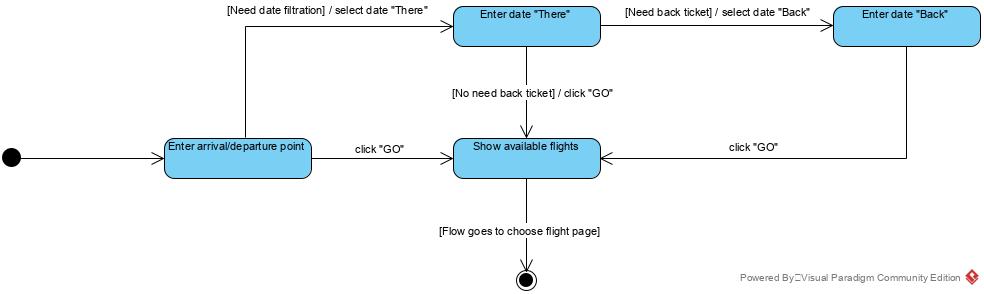 [Need date filtration] / select date "There"
Enter date "There"
[Need back ticket] / select date "Back"
Enter date "Back"
[No need back ticket] / click "GO"
Enter arrival/departure point
click "GO"
Show available flights
click "GO"
[Flow goes to choose flight page]
Powered By Visual Paradigm Community Edition